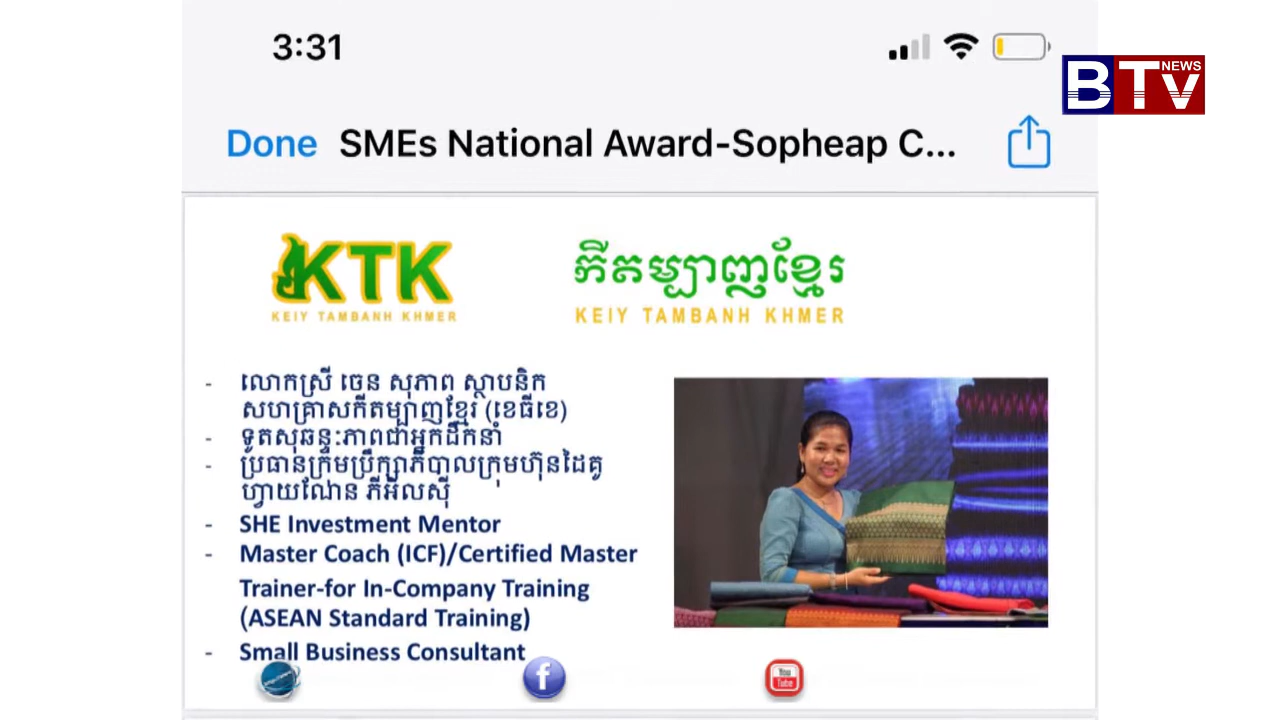 3:31
BTV NEWS
Done SMEs National Award-Sopheap C...
KTK កីតម្បាញខ្មែរ
KEIY TAMBANH KHMER KEIY TAMBANH KHMER
- លោកស្រី ចេន សុភាព ស្ថាបនិក
សហគ្រាសកីតម្បាញខ្មែរ (ខេធីខេ)
- ទូតសុឆន្ទៈភាពជាអ្នកដឹកនាំ
- ប្រធានក្រុមប្រឹក្សាភិបាលក្រុមហ៊ុនដៃគូ
ហ្វាយណែន ភីអិលស៊ី
- SHE Investment Mentor
- Master Coach (ICF)/Certified Master
Trainer-for In-Company Training
(ASEAN Standard Training)
- Small Business Consultant
f You Tube